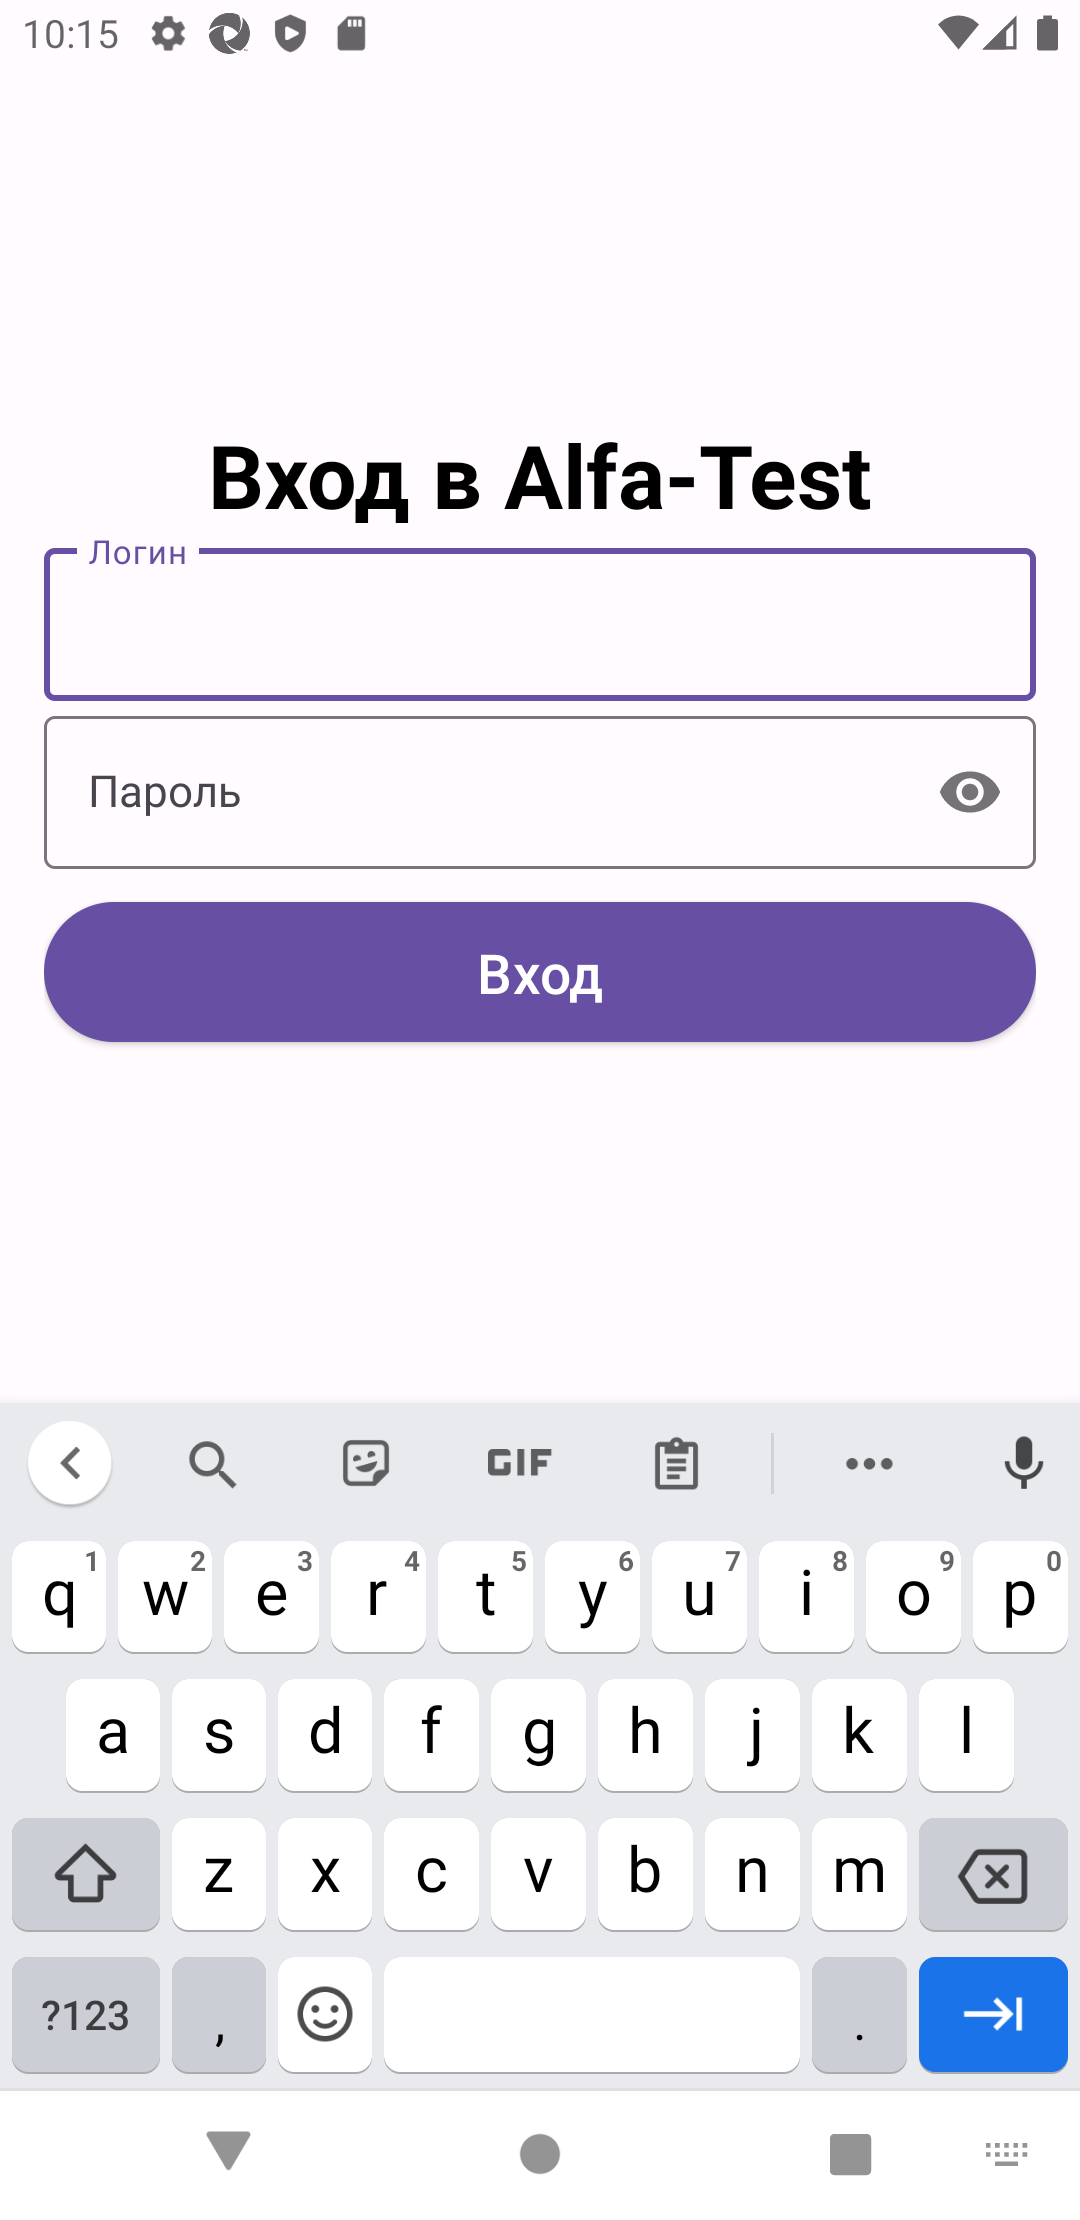 10:15
Вход в Alfa-Test
Логин
Пароль
Вход
GIF
q 1 w 2 e 3 r 4 t 5 y 6 u 7 i 8 o 9 p 0
a s d f g h j k l
z x c v b n m
?123 , .